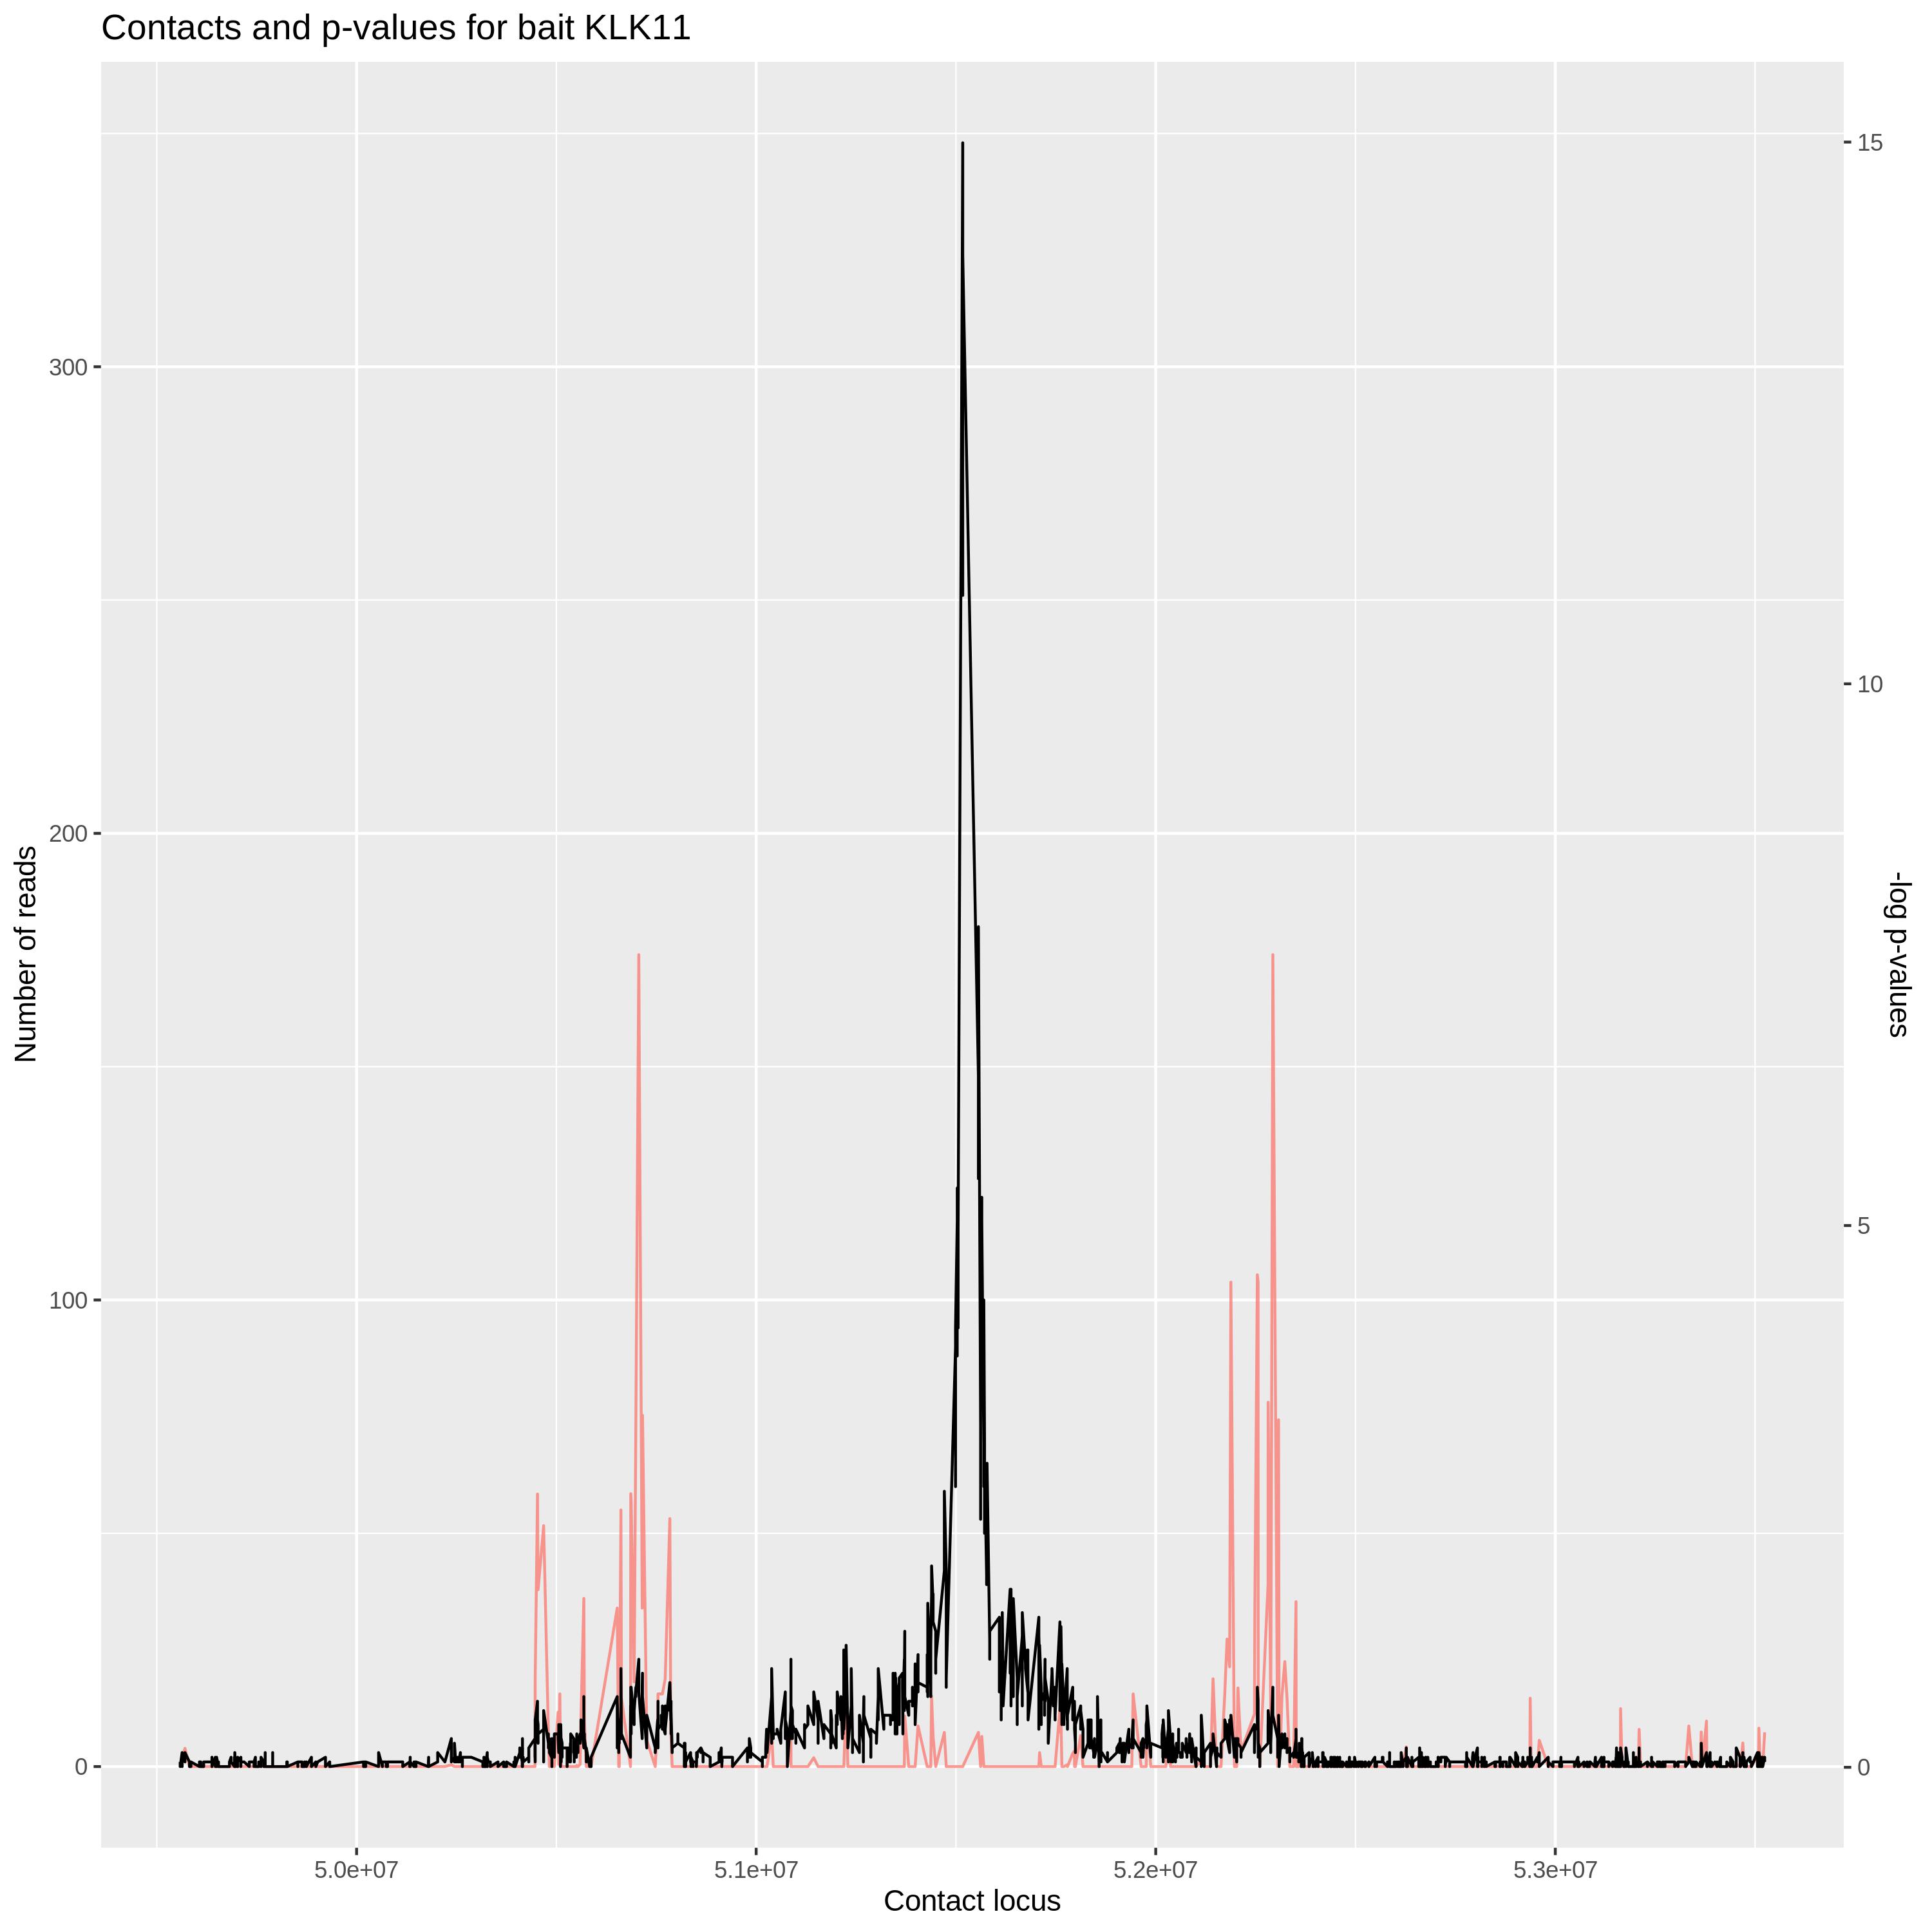 Contacts and p-values for bait KLK11
300
200
100
0
Number of reads
15
10
5
0
-log p-values
5.0e+07
5.1e+07
5.2e+07
5.3e+07
Contact locus